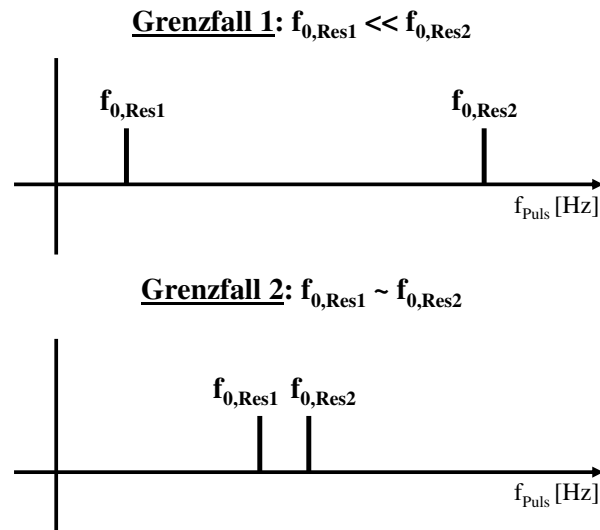 Grenzfall 1: f0,Res1 << f0,Res2
f0,Res1 f0,Res2
fPuls [Hz]
Grenzfall 2: f0,Res1 ~ f0,Res2
f0,Res1 f0,Res2
fPuls [Hz]